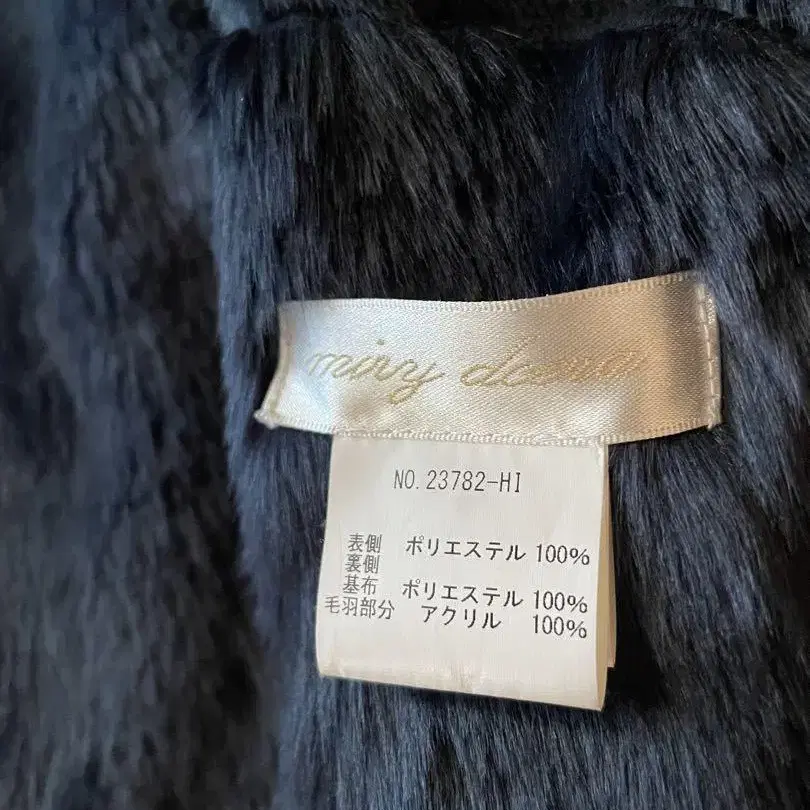 miry
NO. 23782-HI
表側 ポリエステル 100%
裏側
基布 ポリエステル 100%
毛羽部分 アクリル 100%